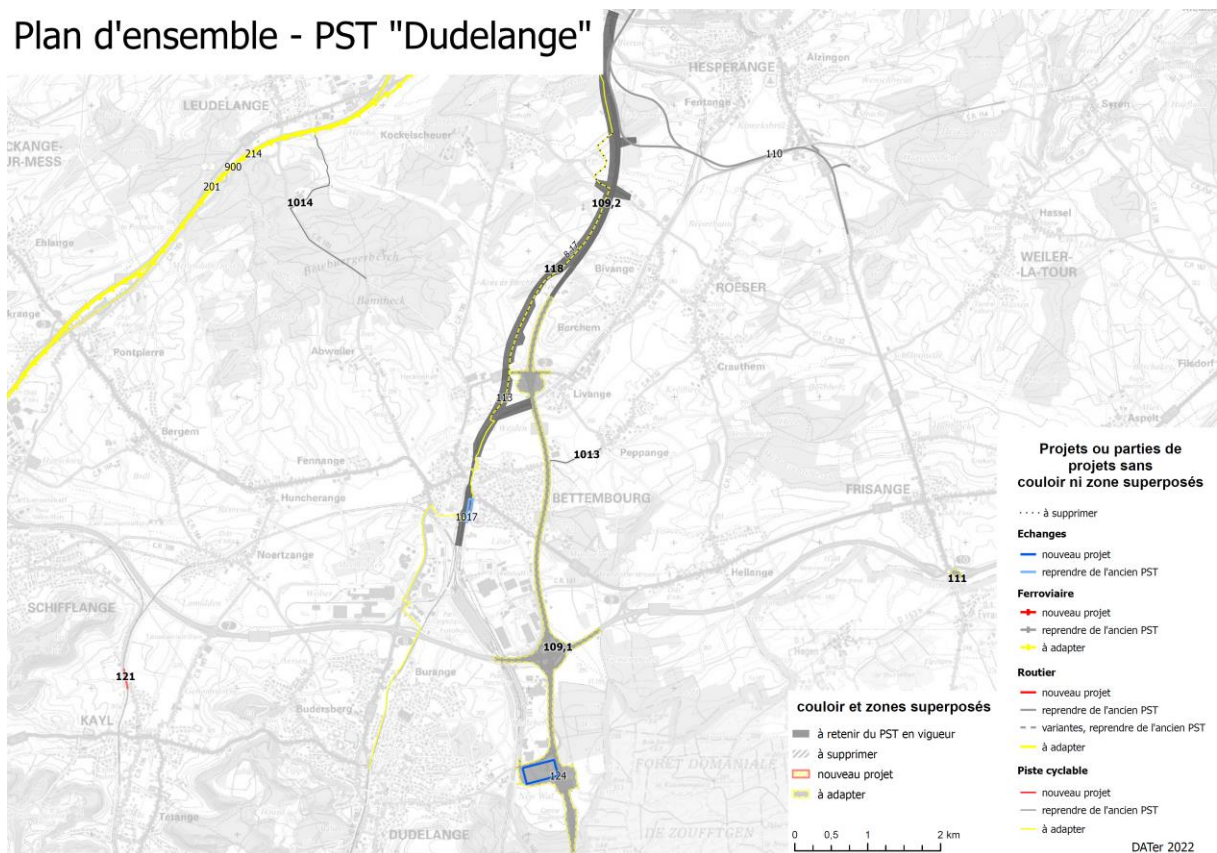 Plan d'ensemble - PST "Dudelange"
HESPERANGE
Alzingen
Fentange
LEUDELANGE
Kockelscheuer
Syren
214
900
201
110
1014
109,2
Hassel
Ehlange
118
Bivange
WEILER-
LA-TOUR
ROESER
Berchem
Pontpierre
Abweiler
Crauthem
Filsdorf
113
Livange
Aspelt
Bergem
1013
Peppange
Fennange
BETTEMBOURG
FRISANGE
Huncherange
1017
Noertzange
Hellange
111
SCHIFFLANGE
109,1
121
Burange
KAYL
Budersberg
124
FORET DOMANIALE
DE ZOUFFTGEN
Tetange
DUDELANGE
couloir et zones superposés
à retenir du PST en vigueur
à supprimer
nouveau projet
à adapter
0 0,5 1 2 km
Projets ou parties de
projets sans
couloir ni zone superposés
à supprimer
Echanges
nouveau projet
reprendre de l'ancien PST
Ferroviaire
nouveau projet
reprendre de l'ancien PST
à adapter
Routier
nouveau projet
reprendre de l'ancien PST
variantes, reprendre de l'ancien PST
à adapter
Piste cyclable
nouveau projet
reprendre de l'ancien PST
à adapter
DATer 2022